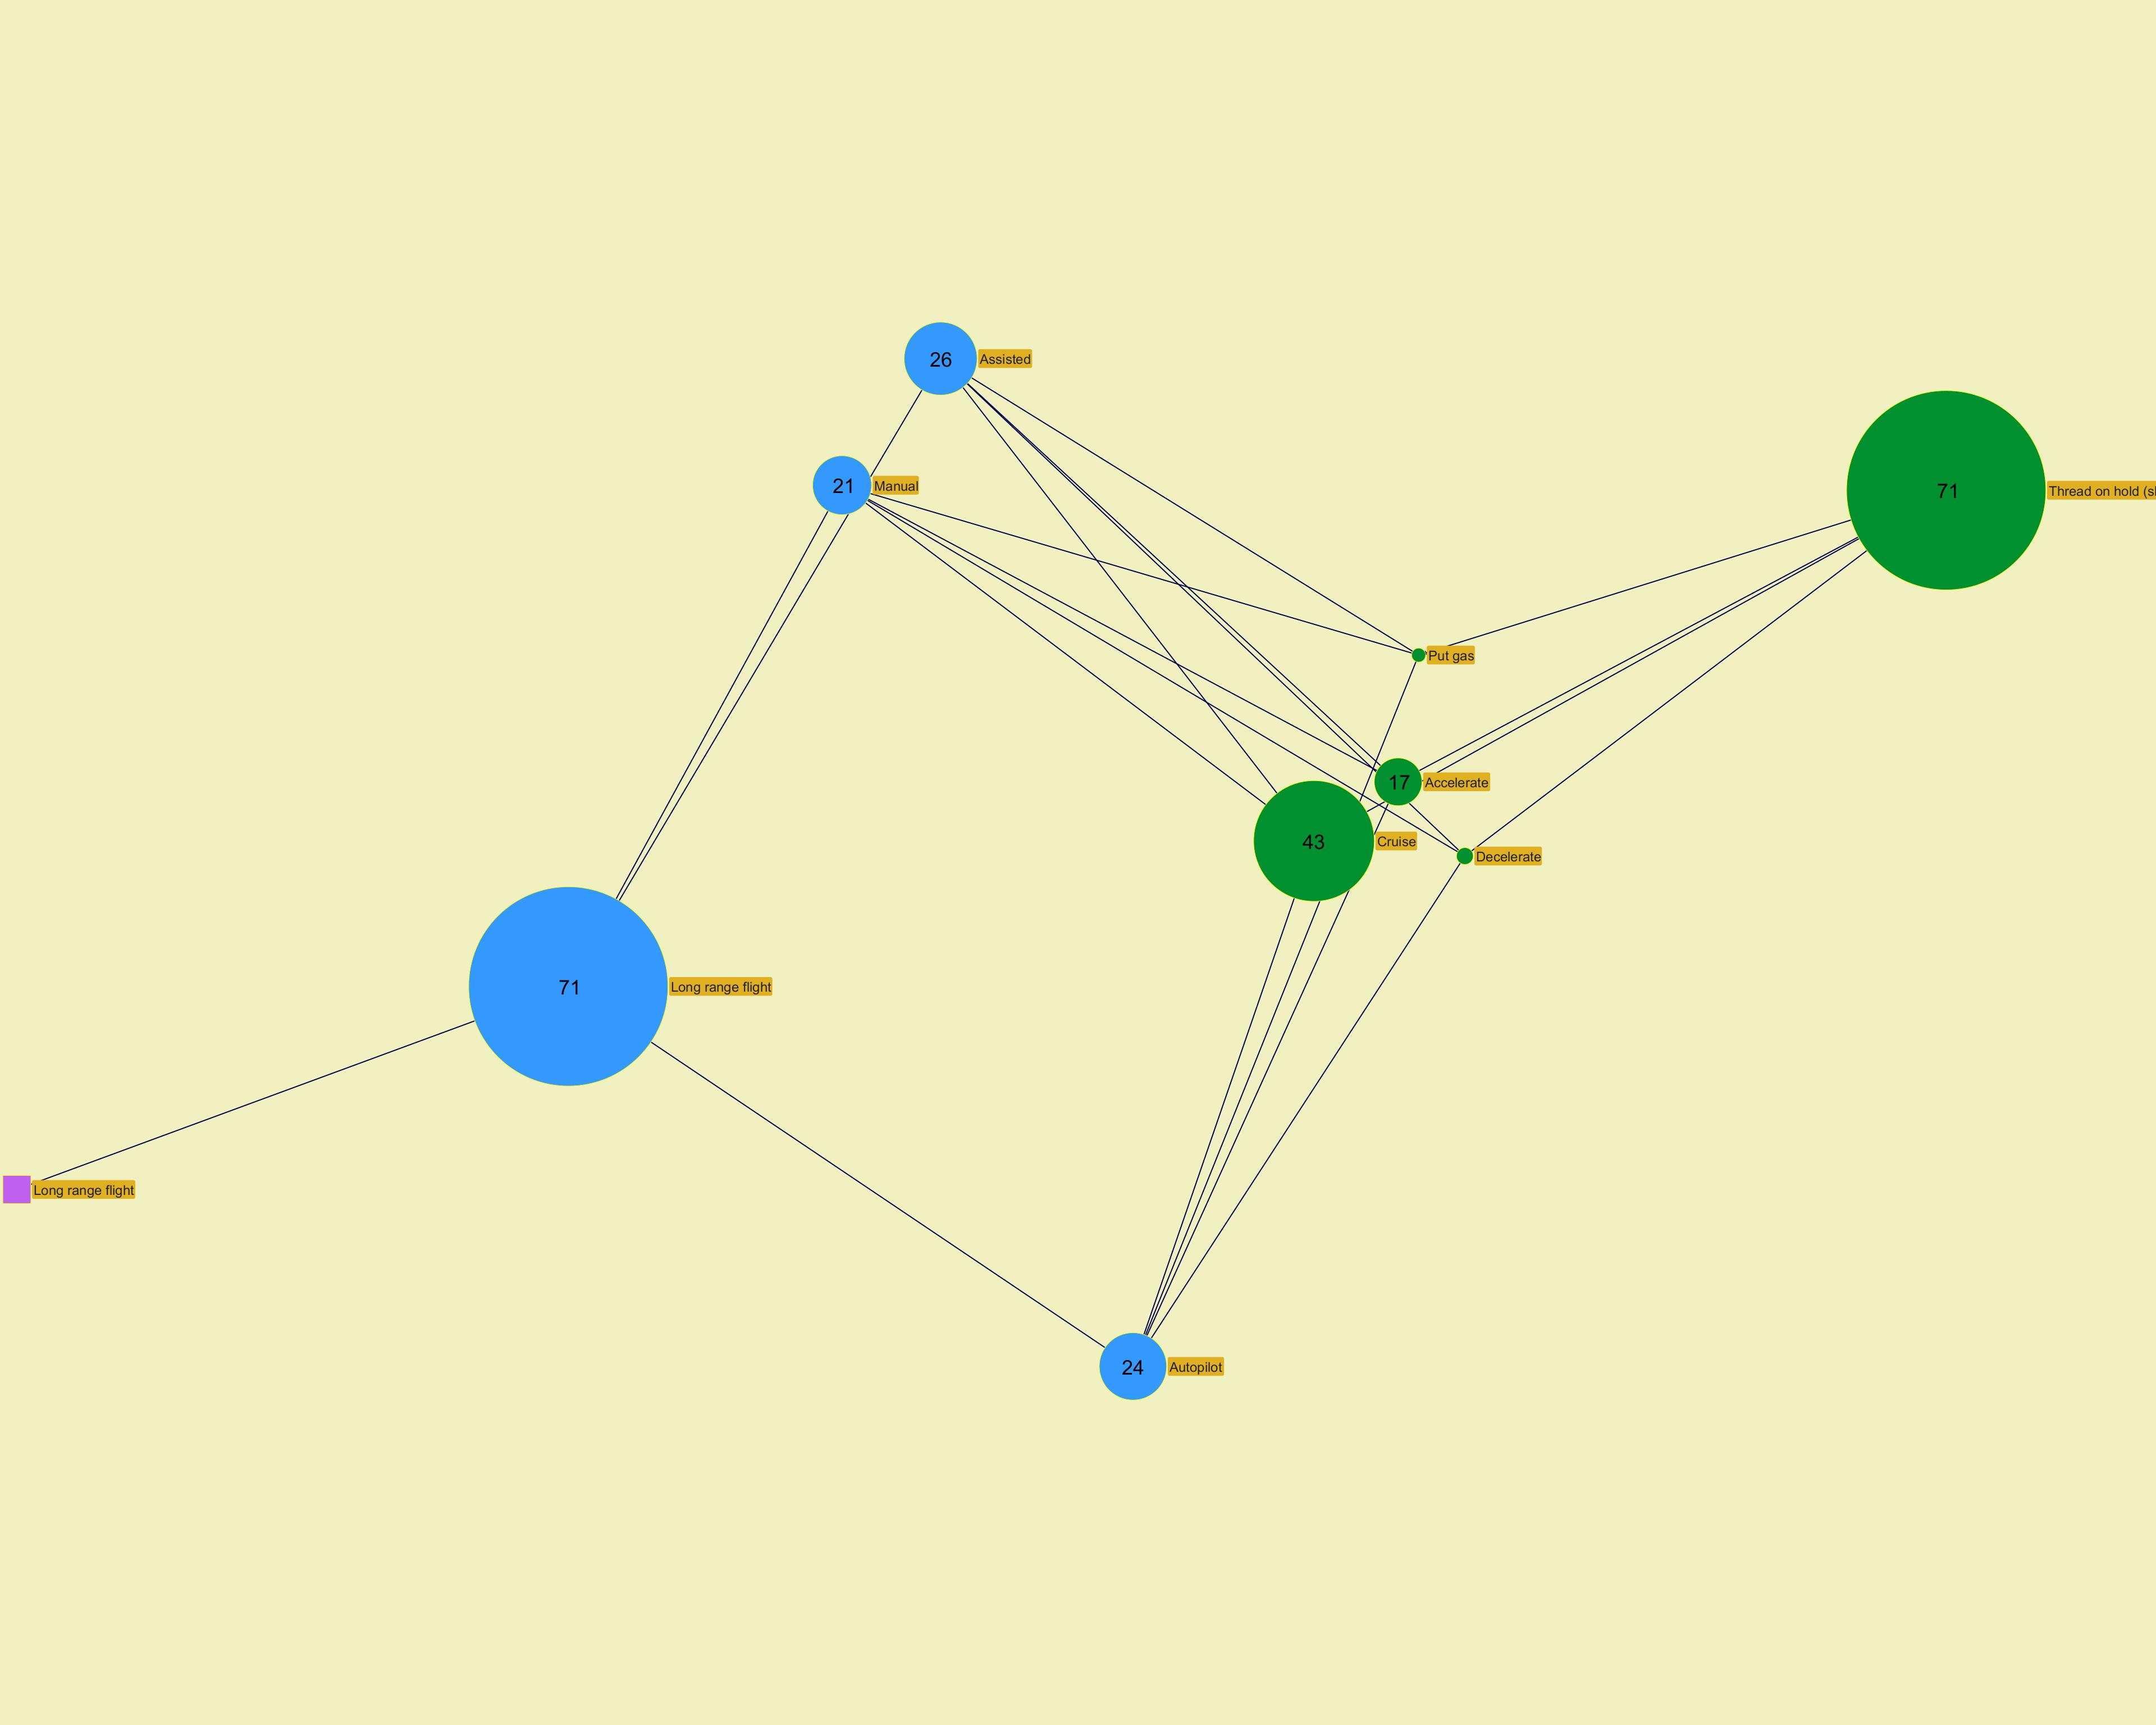 26 Assisted
21 Manual
71 Thread on hold (sl
Put gas
17 Accelerate
43 Cruise
Decelerate
71 Long range flight
Long range flight
24 Autopilot